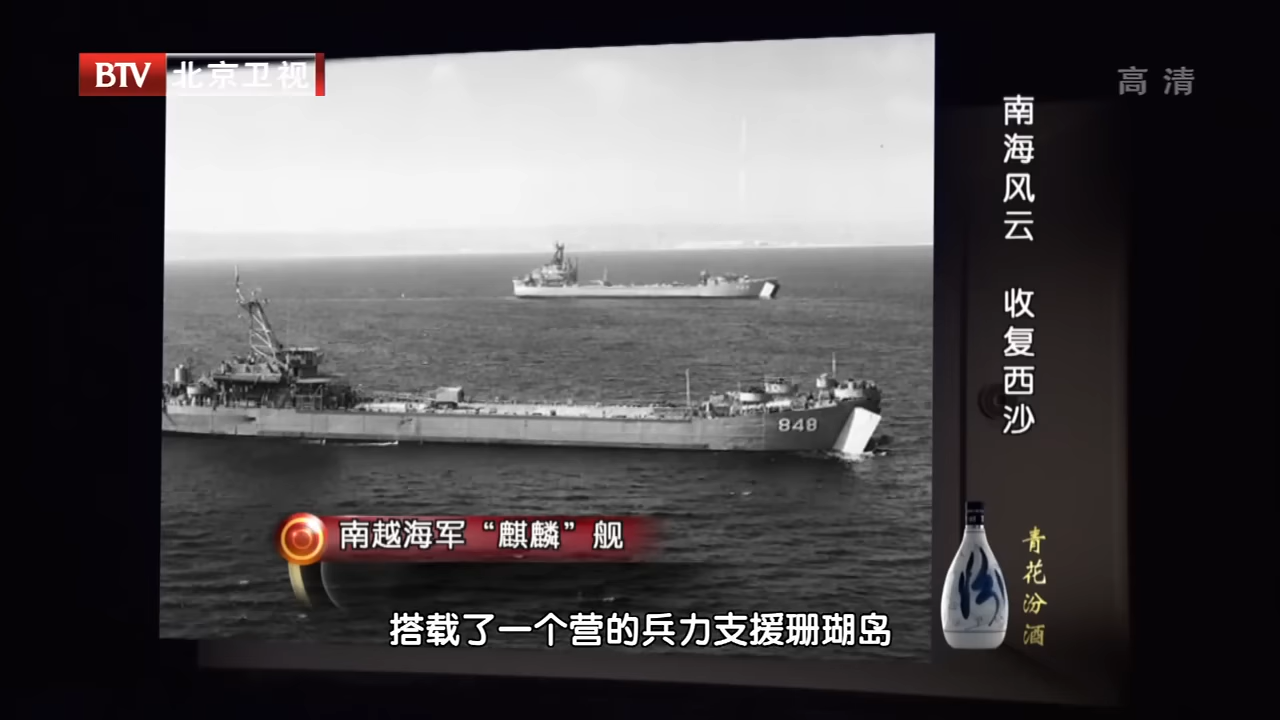 BTV 北京卫视
高清
南海风云 收复西沙
848
南越海军“麒麟”舰
青花汾酒
搭载了一个营的兵力支援珊瑚岛